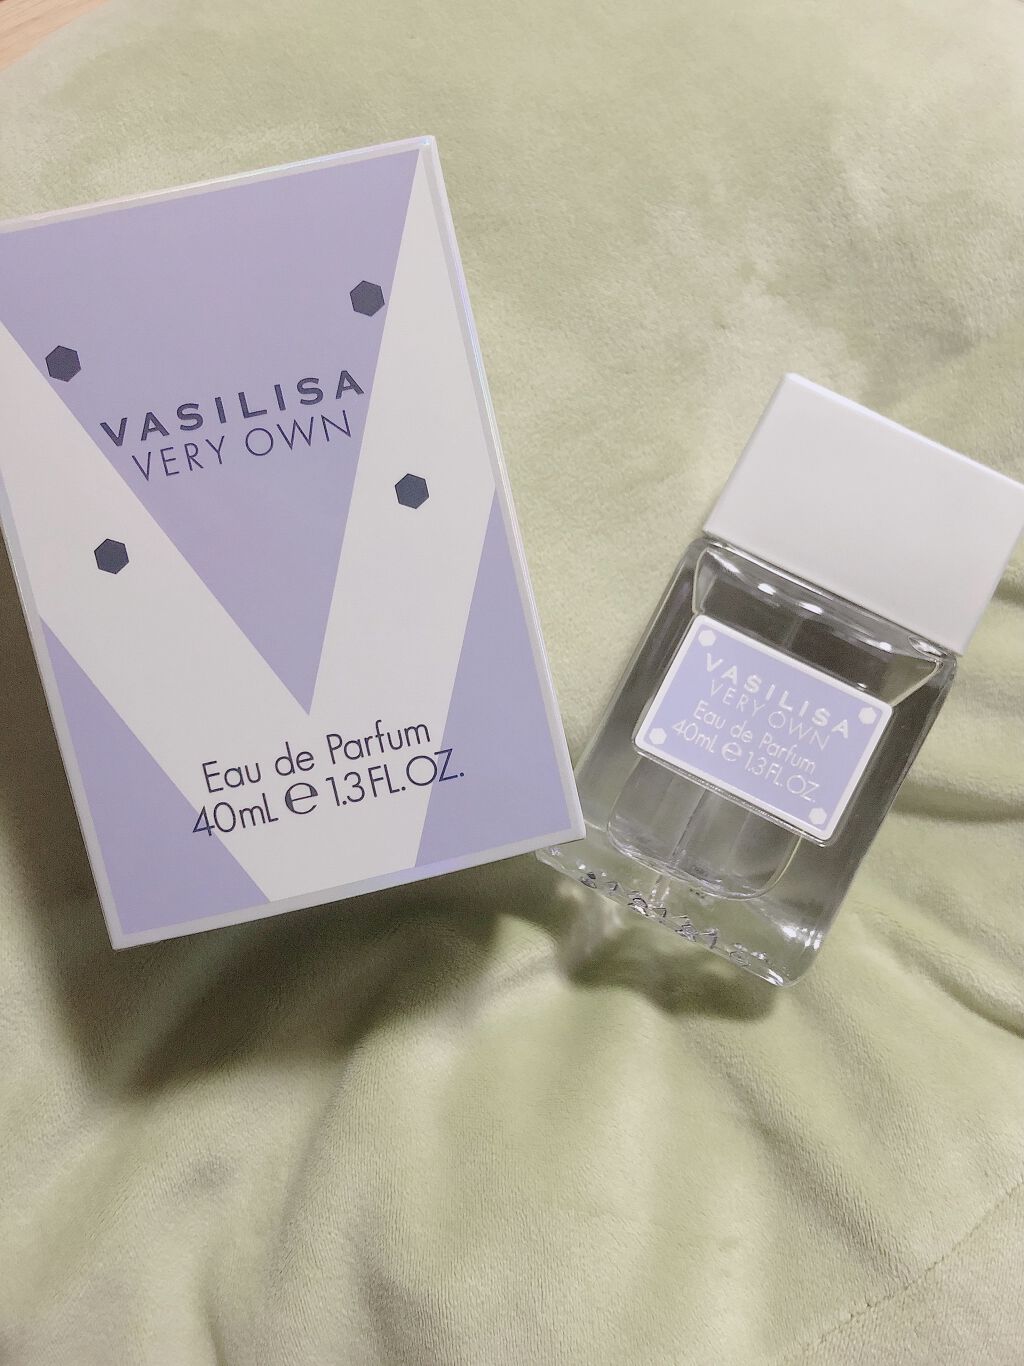 VASILISA
VERY OWN
Eau de Parfum
40mL e 1.3 FL.OZ.
VASILISA
VERY OWN
Eau de Parfum
40mL e 1.3 FL.OZ.